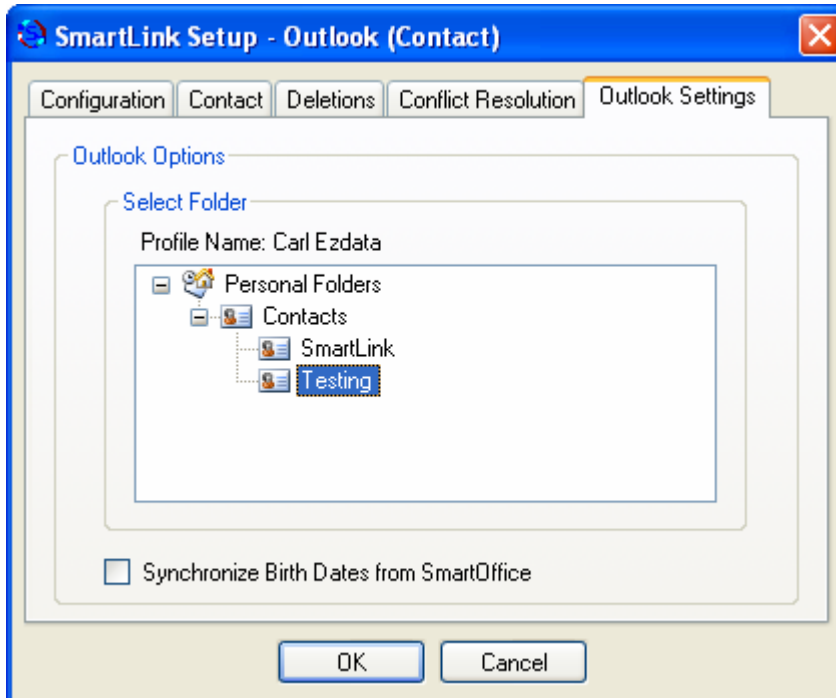 SmartLink Setup - Outlook (Contact)
Configuration Contact Deletions Conflict Resolution Outlook Settings
Outlook Options
Select Folder
Profile Name: Carl Ezdata
Personal Folders
Contacts
SmartLink
Testing
Synchronize Birth Dates from SmartOffice
OK Cancel